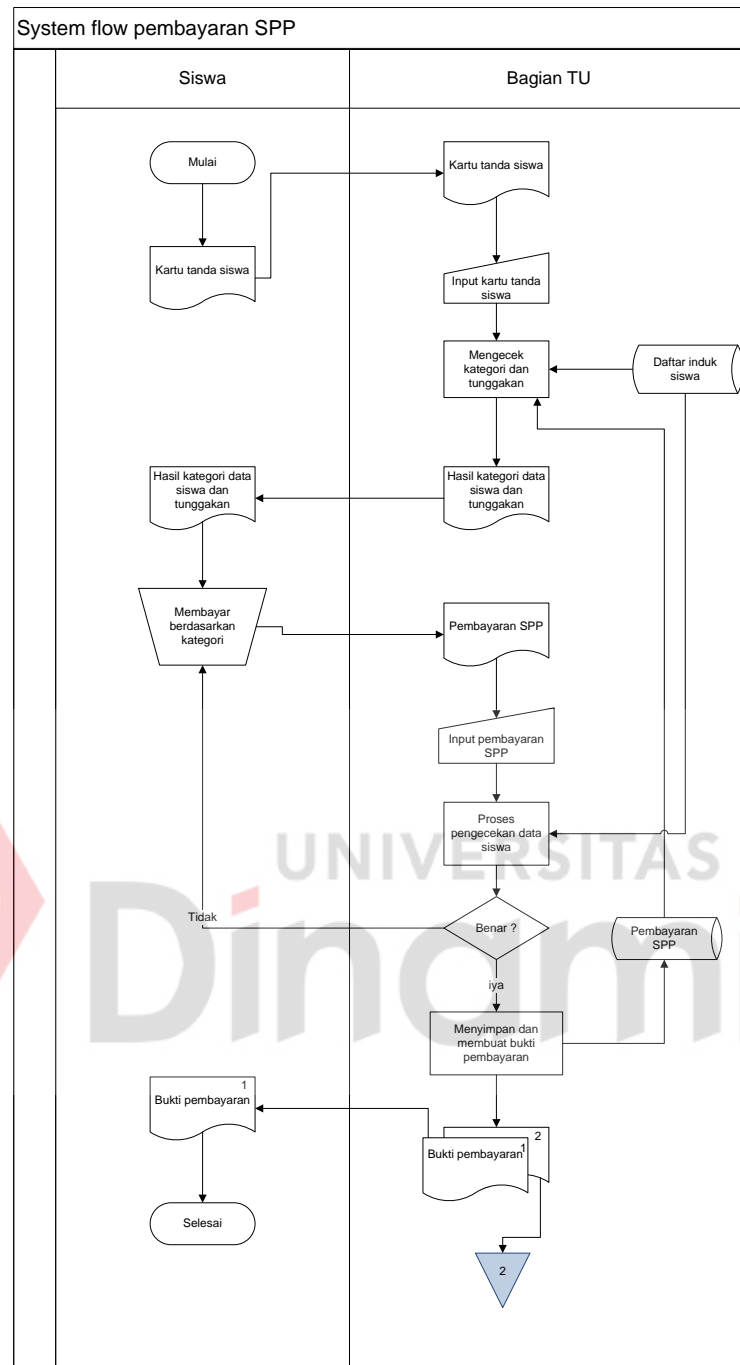 System flow pembayaran SPP
Siswa
Bagian TU
Mulai
Kartu tanda siswa
Kartu tanda siswa
Input kartu tanda
siswa
Mengecek
kategori dan
tunggakan
Daftar induk
siswa
Hasil kategori data
siswa dan
tunggakan
Hasil kategori data
siswa dan
tunggakan
Membayar
berdasarkan
kategori
Pembayaran SPP
Input pembayaran
SPP
Proses
pengecekan data
siswa
UNIVERSITAS
Dinami
Tidak
Benar ?
Pembayaran
SPP
iya
Menyimpan dan
membuat bukti
pembayaran
1
Bukti pembayaran
2
1
Bukti pembayaran
Selesai
2